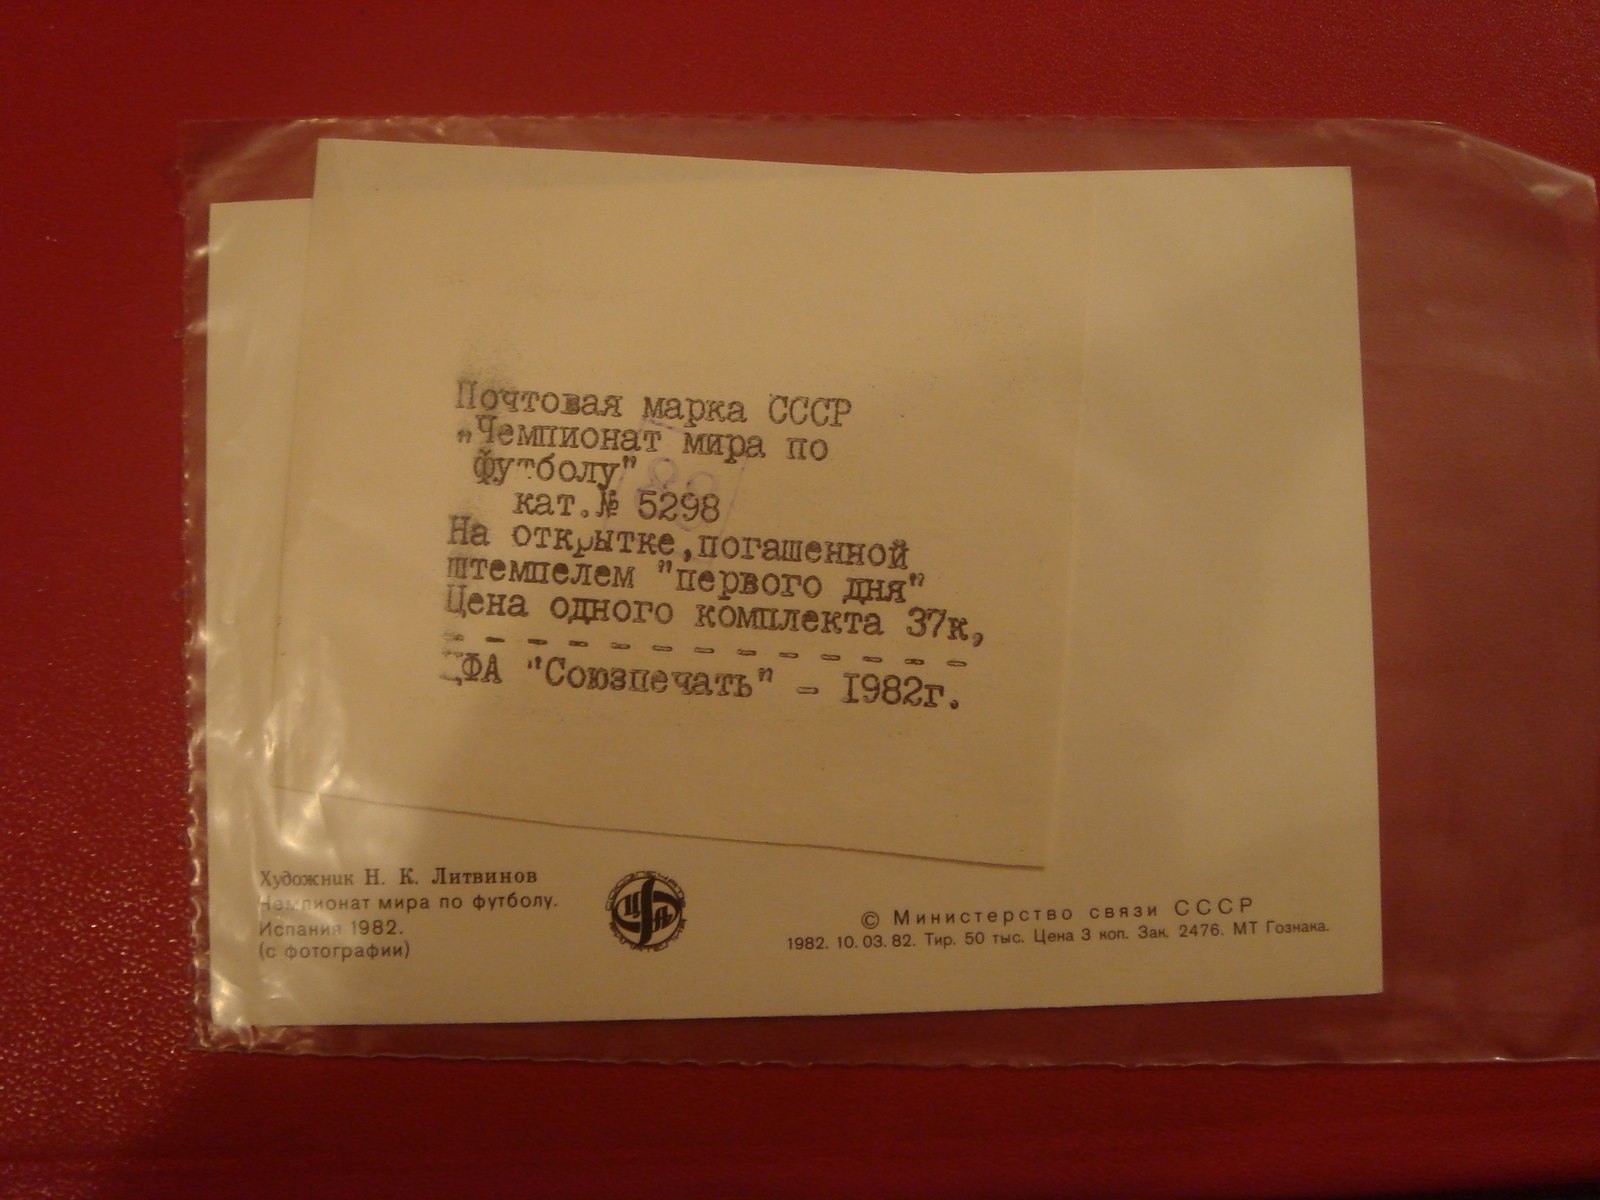 Почтовая марка СССР
„Чемпионат мира по
футболу"
кат.№ 5298
На открытке,погашенной
штемпелем "первого дня"
Цена одного комплекта 37к,
- - - - - - - - - - - - - -
ЦФА "Союзпечать" - 1982г.
Художник Н. К. Литвинов
Чемпионат мира по футболу.
Испания 1982.
(с фотографии)
ЦФА
© Министерство связи СССР
1982. 10. 03. 82. Тир. 50 тыс. Цена 3 коп. Зак. 2476. МТ Гознака.